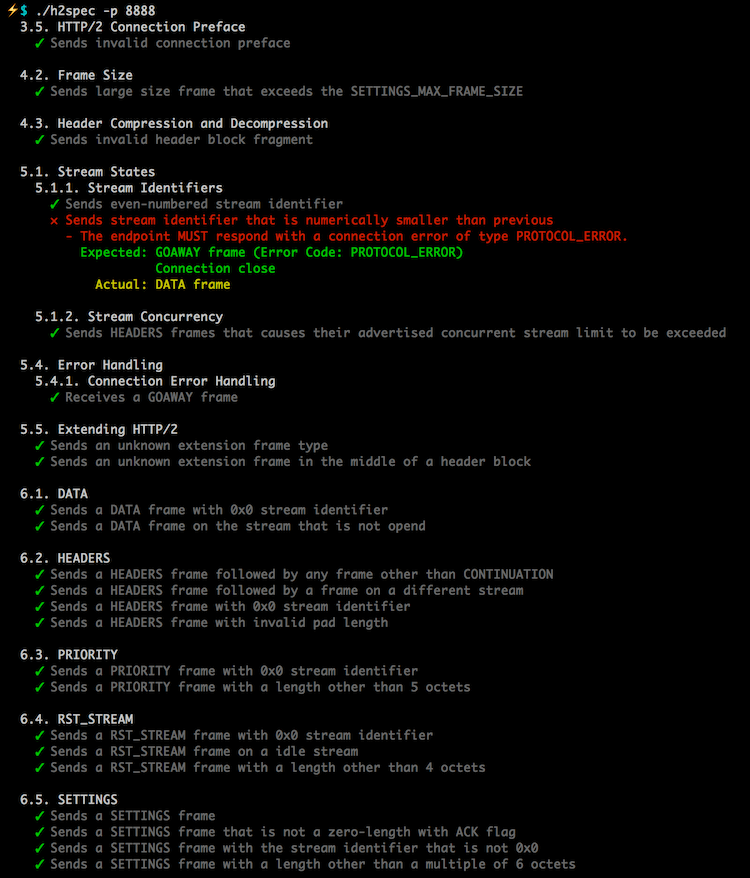 ⚡$ ./h2spec -p 8888
3.5. HTTP/2 Connection Preface
✓ Sends invalid connection preface
4.2. Frame Size
✓ Sends large size frame that exceeds the SETTINGS_MAX_FRAME_SIZE
4.3. Header Compression and Decompression
✓ Sends invalid header block fragment
5.1. Stream States
5.1.1. Stream Identifiers
✓ Sends even-numbered stream identifier
× Sends stream identifier that is numerically smaller than previous
- The endpoint MUST respond with a connection error of type PROTOCOL_ERROR.
Expected: GOAWAY frame (Error Code: PROTOCOL_ERROR)
Connection close
Actual: DATA frame
5.1.2. Stream Concurrency
✓ Sends HEADERS frames that causes their advertised concurrent stream limit to be exceeded
5.4. Error Handling
5.4.1. Connection Error Handling
✓ Receives a GOAWAY frame
5.5. Extending HTTP/2
✓ Sends an unknown extension frame type
✓ Sends an unknown extension frame in the middle of a header block
6.1. DATA
✓ Sends a DATA frame with 0x0 stream identifier
✓ Sends a DATA frame on the stream that is not opend
6.2. HEADERS
✓ Sends a HEADERS frame followed by any frame other than CONTINUATION
✓ Sends a HEADERS frame followed by a frame on a different stream
✓ Sends a HEADERS frame with 0x0 stream identifier
✓ Sends a HEADERS frame with invalid pad length
6.3. PRIORITY
✓ Sends a PRIORITY frame with 0x0 stream identifier
✓ Sends a PRIORITY frame with a length other than 5 octets
6.4. RST_STREAM
✓ Sends a RST_STREAM frame with 0x0 stream identifier
✓ Sends a RST_STREAM frame on a idle stream
✓ Sends a RST_STREAM frame with a length other than 4 octets
6.5. SETTINGS
✓ Sends a SETTINGS frame
✓ Sends a SETTINGS frame that is not a zero-length with ACK flag
✓ Sends a SETTINGS frame with the stream identifier that is not 0x0
✓ Sends a SETTINGS frame with a length other than a multiple of 6 octets